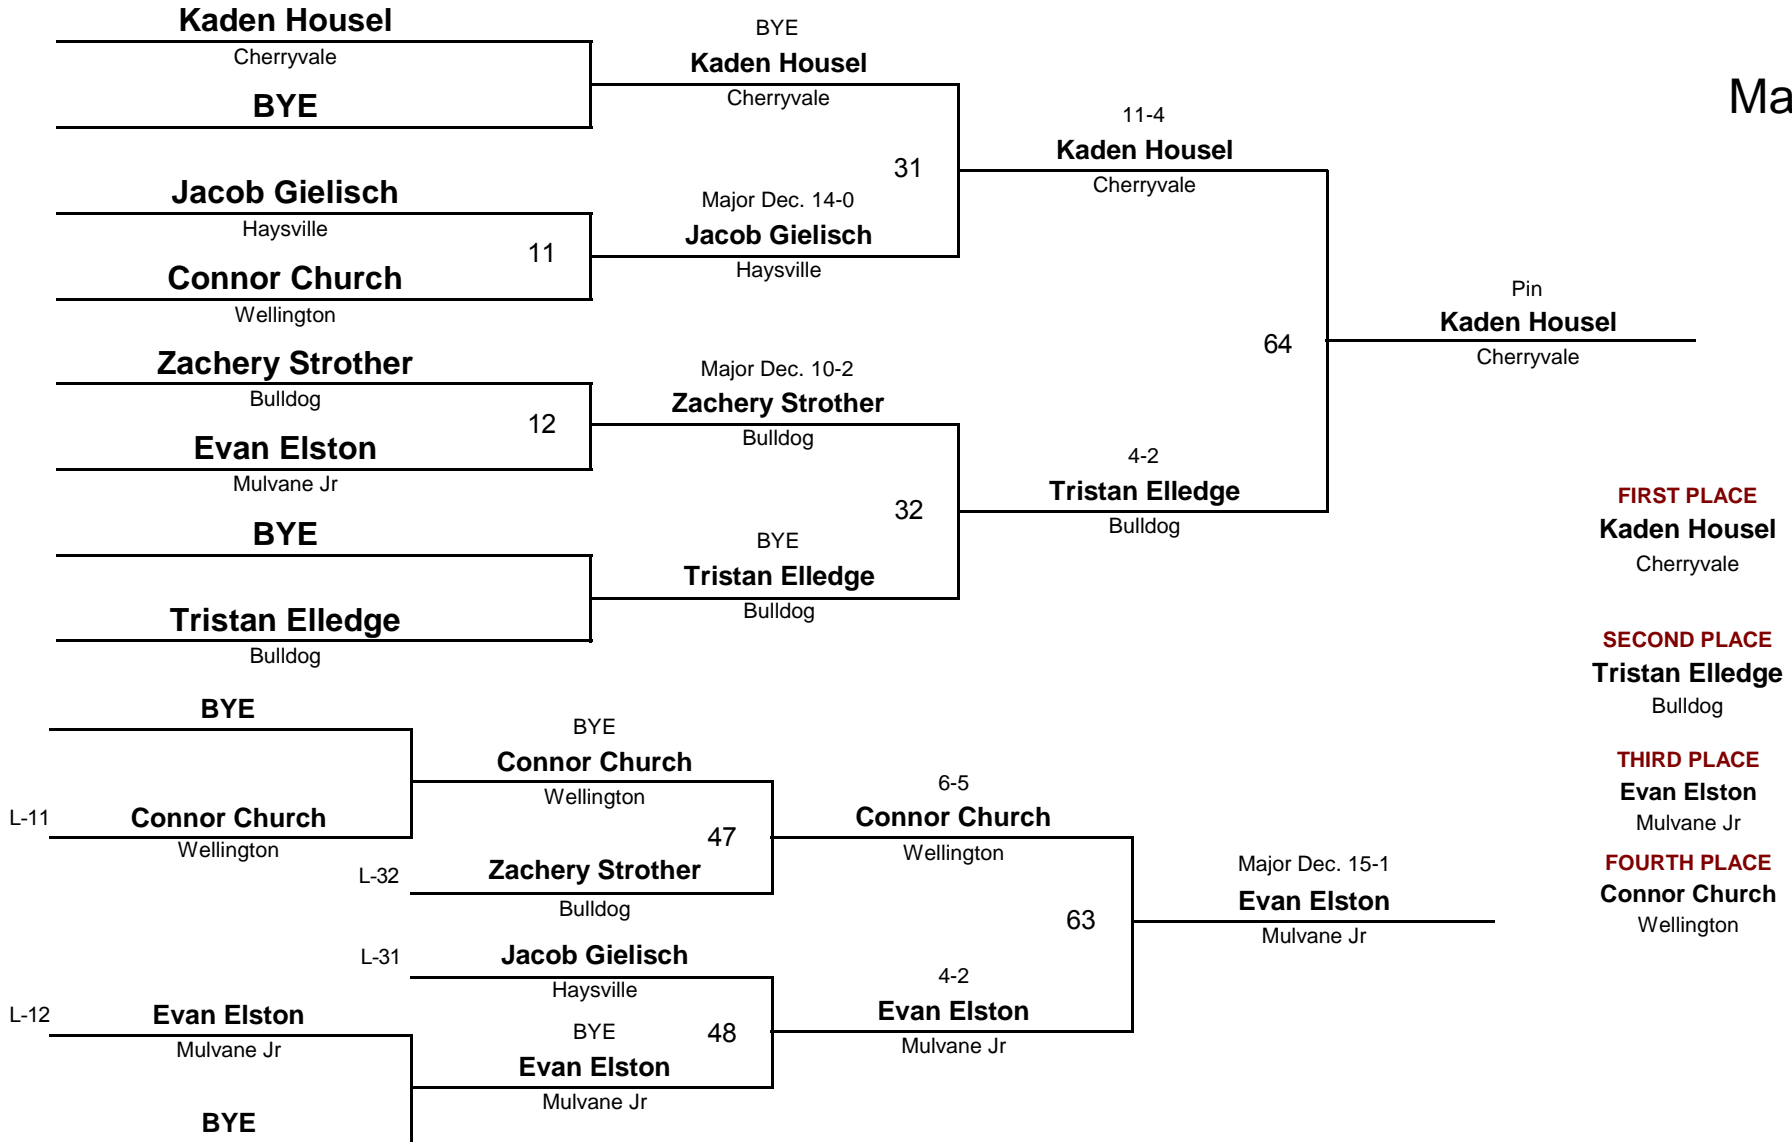 Kaden Housel
Cherryvale
BYE
Jacob Gielisch
Haysville
11
Connor Church
Wellington
Zachery Strother
Bulldog
12
Evan Elston
Mulvane Jr
BYE
Tristan Elledge
Bulldog
BYE
Kaden Housel
Cherryvale
31
Major Dec. 14-0
Jacob Gielisch
Haysville
Major Dec. 10-2
Zachery Strother
Bulldog
32
BYE
Tristan Elledge
Bulldog
11-4
Kaden Housel
Cherryvale
64
4-2
Tristan Elledge
Bulldog
Pin
Kaden Housel
Cherryvale
Ma
FIRST PLACE
Kaden Housel
Cherryvale
SECOND PLACE
Tristan Elledge
Bulldog
THIRD PLACE
Evan Elston
Mulvane Jr
FOURTH PLACE
Connor Church
Wellington
BYE
L-11
Connor Church
Wellington
L-12
Evan Elston
Mulvane Jr
BYE
BYE
Connor Church
Wellington
47
L-32
Zachery Strother
Bulldog
L-31
Jacob Gielisch
Haysville
48
BYE
Evan Elston
Mulvane Jr
6-5
Connor Church
Wellington
63
4-2
Evan Elston
Mulvane Jr
Major Dec. 15-1
Evan Elston
Mulvane Jr